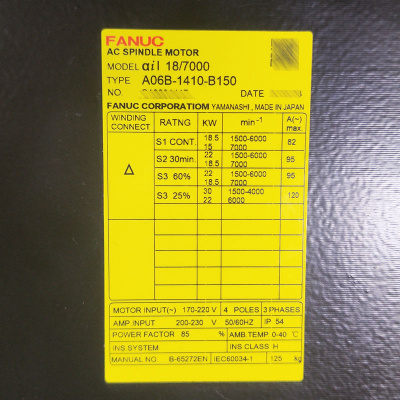 FANUC
AC SPINDLE MOTOR
MODEL αiI 18/7000
TYPE A06B-1410-B150
NO. DATE
FANUC CORPORATIOM YAMANASHI , MADE IN JAPAN
WINDING CONNECT RATNG KW min-1 A(~) max.
△ S1 CONT. 18.5 1500-6000 82
15 7000
S2 30min. 22 1500-6000 95
18.5 7000
S3 60% 22 1500-6000 95
18.5 7000
S3 25% 30 1500-4000 120
22 6000
MOTOR INPUT(~) 170-220 V 4 POLES 3 PHASES
AMP INPUT 200-230 V 50/60HZ IP 54
POWER FACTOR 85 % AMB TEMP. 0-40 ℃
INS.SYSTEM INS.CLASS H
MANUAL NO. B-65272EN IEC60034-1 125 kg